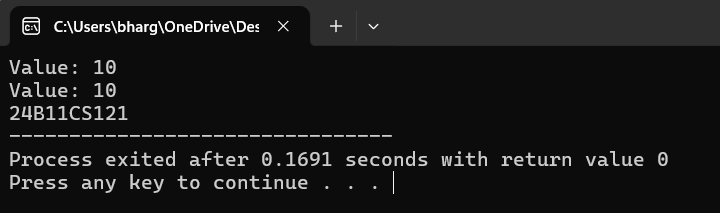 C:\Users\bharg\OneDrive\Des
Value: 10
Value: 10
24B11CS121
--------------------------------
Process exited after 0.1691 seconds with return value 0
Press any key to continue . . .